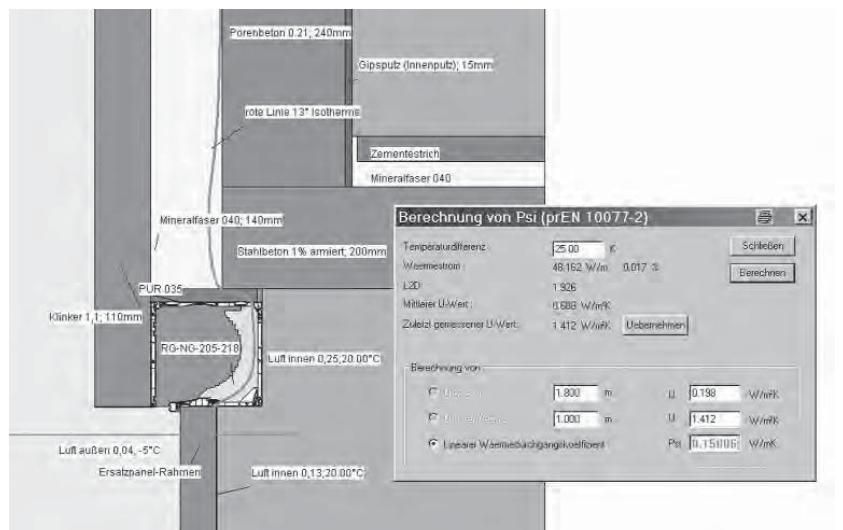 Porenbeton 0.21; 240mm
Gipsputz (Innenputz); 15mm
rote Linie 13° Isotherme
Zementestrich
Mineralfaser 040
Mineralfaser 040; 140mm
Stahlbeton 1% armiert; 200mm
PUR 035
Klinker 1,1; 110mm
RG-NG-205-218
Luft innen 0,25;20.00°C
Luft außen 0,04, -5°C
Ersatzpanel-Rahmen
Luft innen 0,13;20.00°C
Berechnung von Psi (prEN 10077-2)
Temperaturdifferenz: 25.00 K Schließen
Waermestrom: 48.162 W/m 0.017 % Berechnen
L2D 1.926
Mittlerer U-Wert: 0.688 W/m²K
Zuletzt gemessener U-Wert: 1.412 W/m²K Uebernehmen
Berechnung von
1.800 m U 0.198 W/m²K
1.000 m U 1.412 W/m²K
Linearer Waermedurchgangskoeffizient Psi W/mK